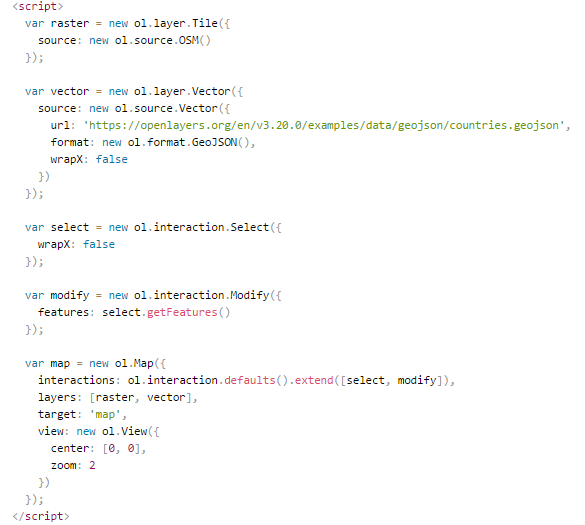 <script>
  var raster = new ol.layer.Tile({
    source: new ol.source.OSM()
  });

  var vector = new ol.layer.Vector({
    source: new ol.source.Vector({
      url: 'https://openlayers.org/en/v3.20.0/examples/data/geojson/countries.geojson',
      format: new ol.format.GeoJSON(),
      wrapX: false
    })
  });

  var select = new ol.interaction.Select({
    wrapX: false
  });

  var modify = new ol.interaction.Modify({
    features: select.getFeatures()
  });

  var map = new ol.Map({
    interactions: ol.interaction.defaults().extend([select, modify]),
    layers: [raster, vector],
    target: 'map',
    view: new ol.View({
      center: [0, 0],
      zoom: 2
    })
  });
</script>